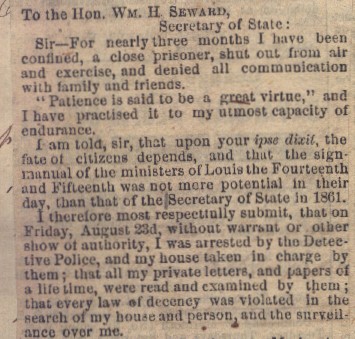 To the Hon. WM. H. SEWARD,
Secretary of State:
Sir—For nearly three months I have been
confined, a close prisoner, shut out from air
and exercise, and denied all communication
with family and friends.
"Patience is said to be a great virtue," and
I have practised it to my utmost capacity of
endurance.
I am told, sir, that upon your ipse dixit, the
fate of citizens depends, and that the sign-
manual of the ministers of Louis the Fourteenth
and Fifteenth was not more potential in their
day, than that of the Secretary of State in 1861.
I therefore most respectfully submit, that on
Friday, August 23d, without warrant or other
show of authority, I was arrested by the Detec-
tive Police, and my house taken in charge by
them; that all my private letters, and papers of
a life time, were read and examined by them;
that every law of decency was violated in the
search of my house and person, and the surveil-
ance over me.